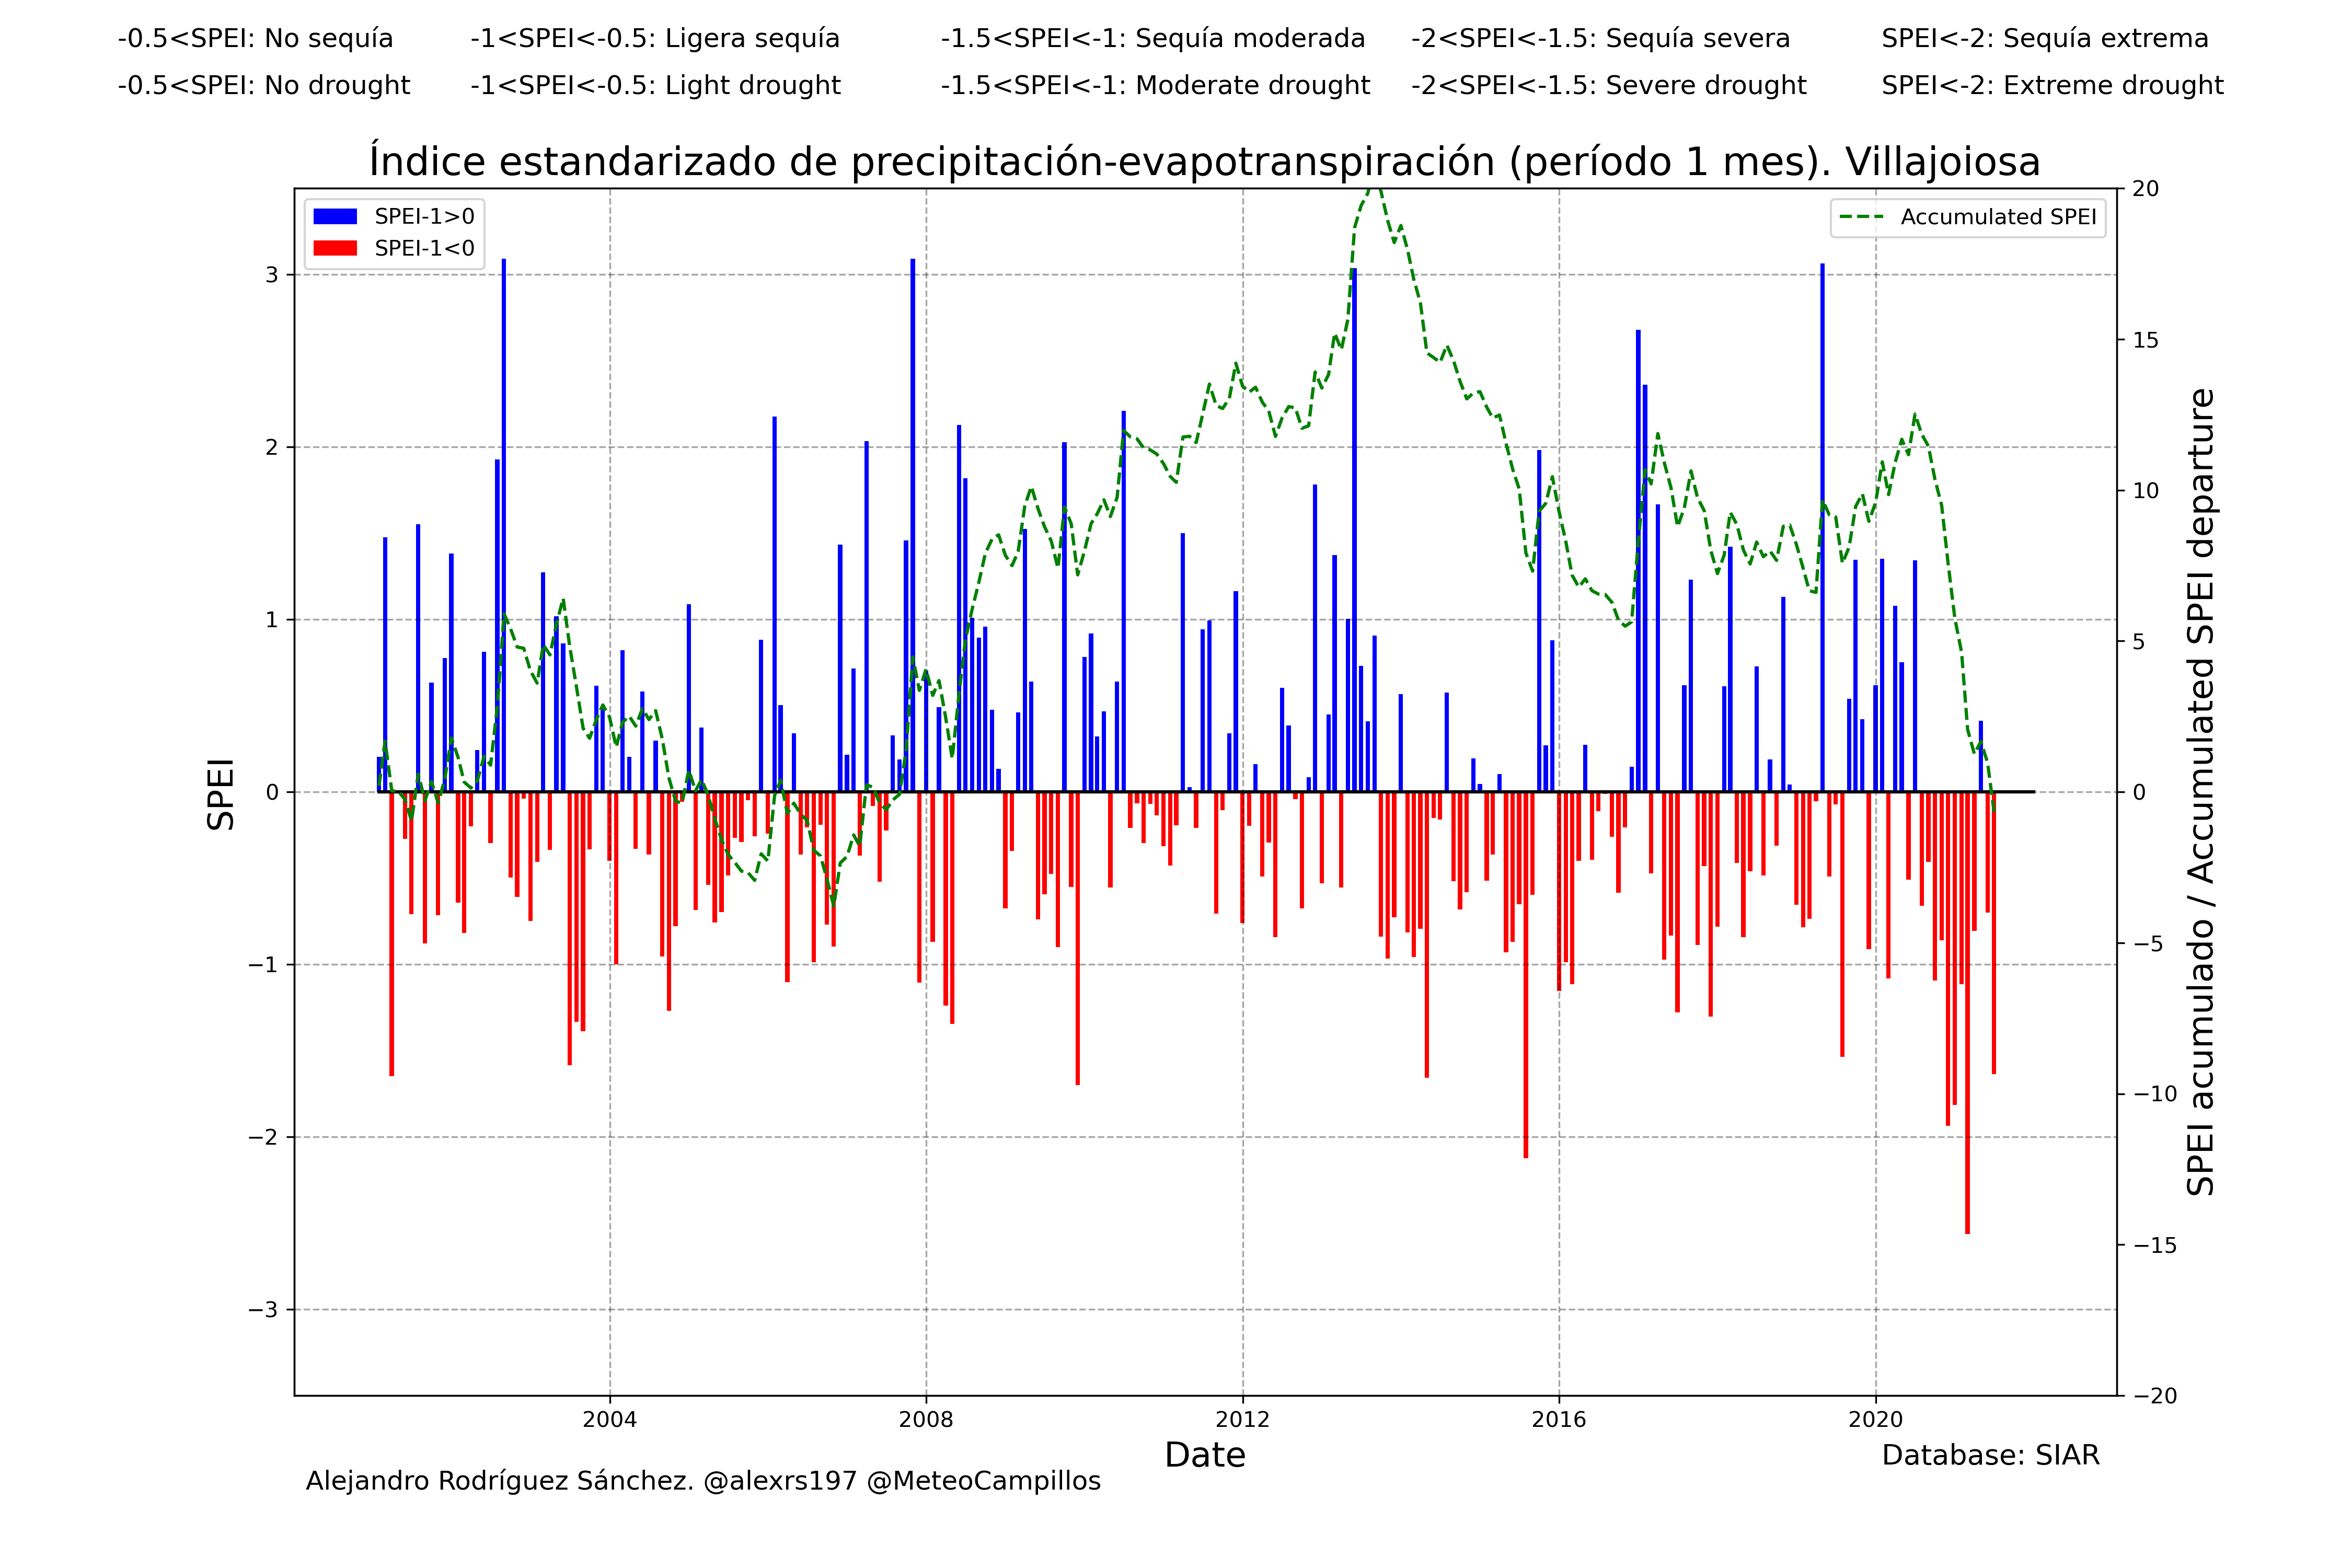 -0.5<SPEI: No sequía -1<SPEI<-0.5: Ligera sequía -1.5<SPEI<-1: Sequía moderada -2<SPEI<-1.5: Sequía severa SPEI<-2: Sequía extrema
-0.5<SPEI: No drought -1<SPEI<-0.5: Light drought -1.5<SPEI<-1: Moderate drought -2<SPEI<-1.5: Severe drought SPEI<-2: Extreme drought
Índice estandarizado de precipitación-evapotranspiración (período 1 mes). Villajoiosa
SPEI-1>0
SPEI-1<0
Accumulated SPEI
SPEI
3
2
1
0
−1
−2
−3
20
15
10
5
0
−5
−10
−15
−20
SPEI acumulado / Accumulated SPEI departure
2004 2008 2012 2016 2020
Date
Database: SIAR
Alejandro Rodríguez Sánchez. @alexrs197 @MeteoCampillos